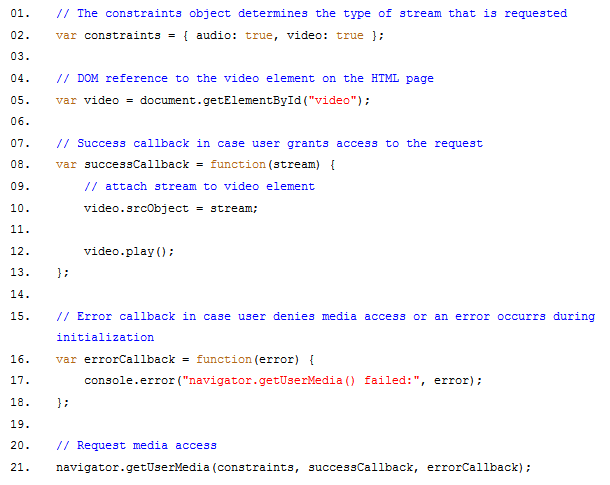 01. // The constraints object determines the type of stream that is requested
02. var constraints = { audio: true, video: true };
03.
04. // DOM reference to the video element on the HTML page
05. var video = document.getElementById("video");
06.
07. // Success callback in case user grants access to the request
08. var successCallback = function(stream) {
09. // attach stream to video element
10. video.srcObject = stream;
11.
12. video.play();
13. };
14.
15. // Error callback in case user denies media access or an error occurrs during
initialization
16. var errorCallback = function(error) {
17. console.error("navigator.getUserMedia() failed:", error);
18. };
19.
20. // Request media access
21. navigator.getUserMedia(constraints, successCallback, errorCallback);